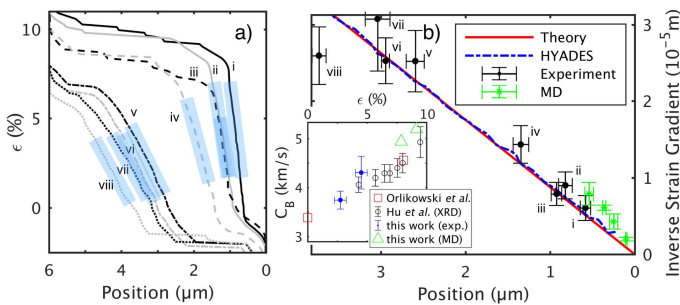 a)
ϵ (%)
10
5
0
6
4
2
0
Position (μm)
i
ii
iii
iv
v
vi
vii
viii
b)
Theory
HYADES
Experiment
MD
vii
vi
v
viii
iv
ii
iii
i
ϵ (%)
0
5
10
C_B (km/s)
5
4
3
Orlikowski et al.
Hu et al. (XRD)
this work (exp.)
this work (MD)
3
2
1
0
Position (μm)
3
2
1
0
Inverse Strain Gradient (10⁻⁵m)